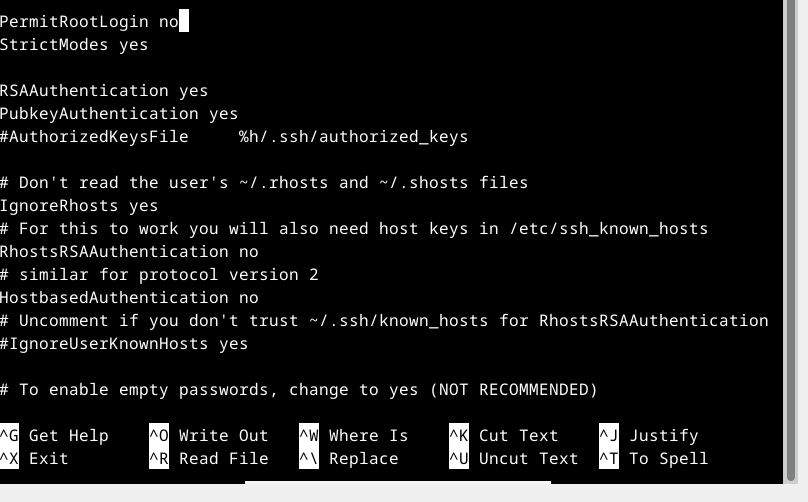 PermitRootLogin no
StrictModes yes
RSAAuthentication yes
PubkeyAuthentication yes
#AuthorizedKeysFile     %h/.ssh/authorized_keys
# Don't read the user's ~/.rhosts and ~/.shosts files
IgnoreRhosts yes
# For this to work you will also need host keys in /etc/ssh_known_hosts
RhostsRSAAuthentication no
# similar for protocol version 2
HostbasedAuthentication no
# Uncomment if you don't trust ~/.ssh/known_hosts for RhostsRSAAuthentication
#IgnoreUserKnownHosts yes
# To enable empty passwords, change to yes (NOT RECOMMENDED)
^G Get Help    ^O Write Out   ^W Where Is    ^K Cut Text    ^J Justify
^X Exit        ^R Read File   ^\ Replace     ^U Uncut Text  ^T To Spell